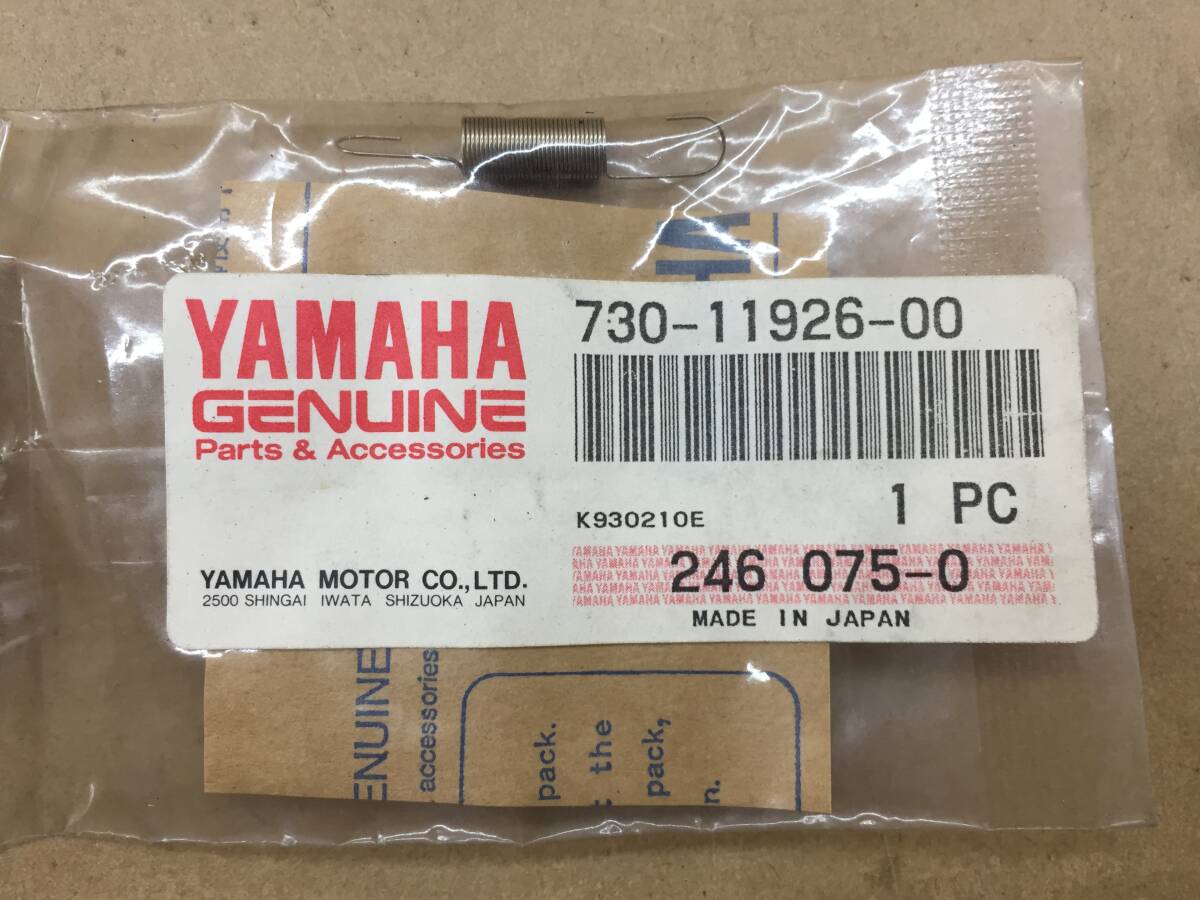 YAMAHA
GENUINE
Parts & Accessories
730-11926-00
K930210E
1 PC
YAMAHA MOTOR CO.,LTD.
2500 SHINGAI IWATA SHIZUOKA JAPAN
246 075-0
MADE IN JAPAN
ENUINE
accessories
pack.
the
pack,
n.